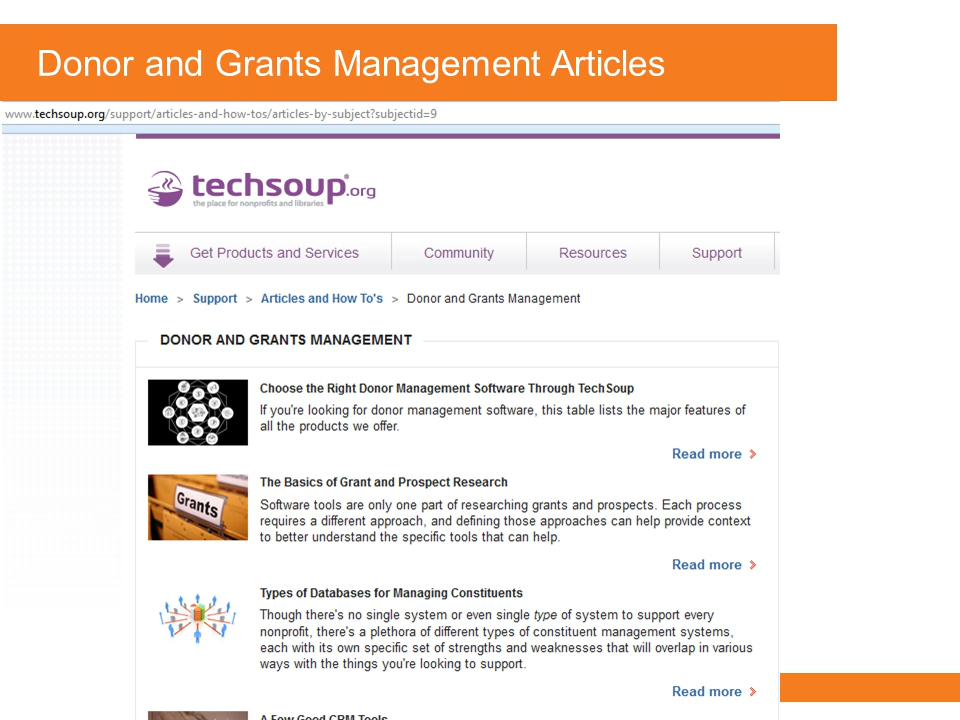 Donor and Grants Management Articles
www.techsoup.org/support/articles-and-how-tos/articles-by-subject?subjectid=9
techsoup.org
the place for nonprofits and libraries
Get Products and Services Community Resources Support
Home > Support > Articles and How To's > Donor and Grants Management
DONOR AND GRANTS MANAGEMENT
Choose the Right Donor Management Software Through TechSoup
If you're looking for donor management software, this table lists the major features of
all the products we offer.
Read more
Grants
The Basics of Grant and Prospect Research
Software tools are only one part of researching grants and prospects. Each process
requires a different approach, and defining those approaches can help provide context
to better understand the specific tools that can help.
Read more
Types of Databases for Managing Constituents
Though there's no single system or even single type of system to support every
nonprofit, there's a plethora of different types of constituent management systems,
each with its own specific set of strengths and weaknesses that will overlap in various
ways with the things you're looking to support.
Read more
A Few Good CRM Tools